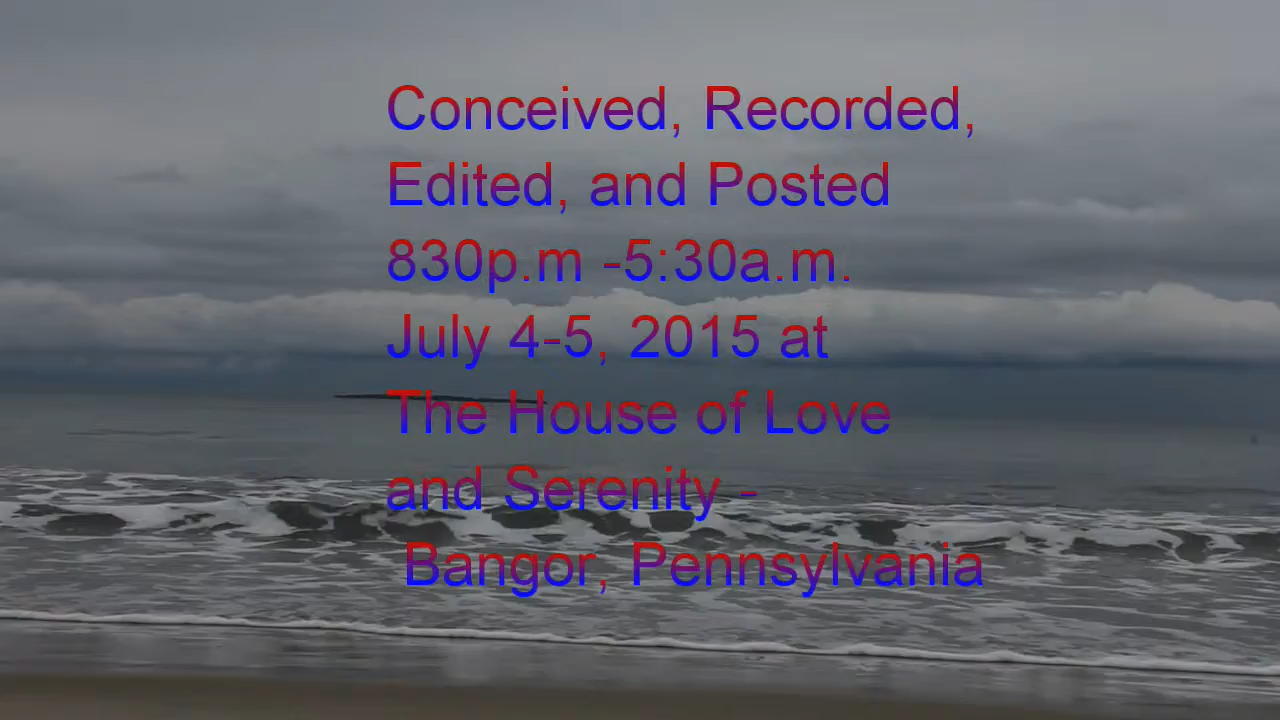 Conceived, Recorded,
Edited, and Posted
830p.m -5:30a.m.
July 4-5, 2015 at
The House of Love
and Serenity -
Bangor, Pennsylvania